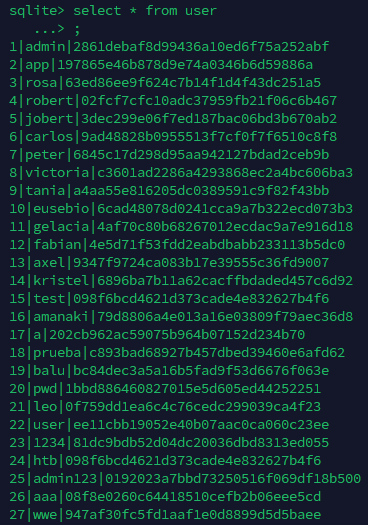 sqlite> select * from user
...> ;
1|admin|2861debaf8d99436a10ed6f75a252abf
2|app|197865e46b878d9e74a0346b6d59886a
3|rosa|63ed86ee9f624c7b14f1d4f43dc251a5
4|robert|02fcf7cfc10adc37959fb21f06c6b467
5|jobert|3dec299e06f7ed187bac06bd3b670ab2
6|carlos|9ad48828b0955513f7cf0f7f6510c8f8
7|peter|6845c17d298d95aa942127bdad2ceb9b
8|victoria|c3601ad2286a4293868ec2a4bc606ba3
9|tania|a4aa55e816205dc0389591c9f82f43bb
10|eusebio|6cad48078d0241cca9a7b322ecd073b3
11|gelacia|4af70c80b68267012ecdac9a7e916d18
12|fabian|4e5d71f53fdd2eabdbabb233113b5dc0
13|axel|9347f9724ca083b17e39555c36fd9007
14|kristel|6896ba7b11a62cacffbdaded457c6d92
15|test|098f6bcd4621d373cade4e832627b4f6
16|amanaki|79d8806a4e013a16e03809f79aec36d8
17|a|202cb962ac59075b964b07152d234b70
18|prueba|c893bad68927b457dbed39460e6afd62
19|balu|bc84dec3a5a16b5fad9f53d6676f063e
20|pwd|1bbd886460827015e5d605ed44252251
21|leo|0f759dd1ea6c4c76cedc299039ca4f23
22|user|ee11cbb19052e40b07aac0ca060c23ee
23|1234|81dc9bdb52d04dc20036dbd8313ed055
24|htb|098f6bcd4621d373cade4e832627b4f6
25|admin123|0192023a7bbd73250516f069df18b500
26|aaa|08f8e0260c64418510cefb2b06eee5cd
27|wwe|947af30fc5fd1aaf1e0d8899d5d5baee